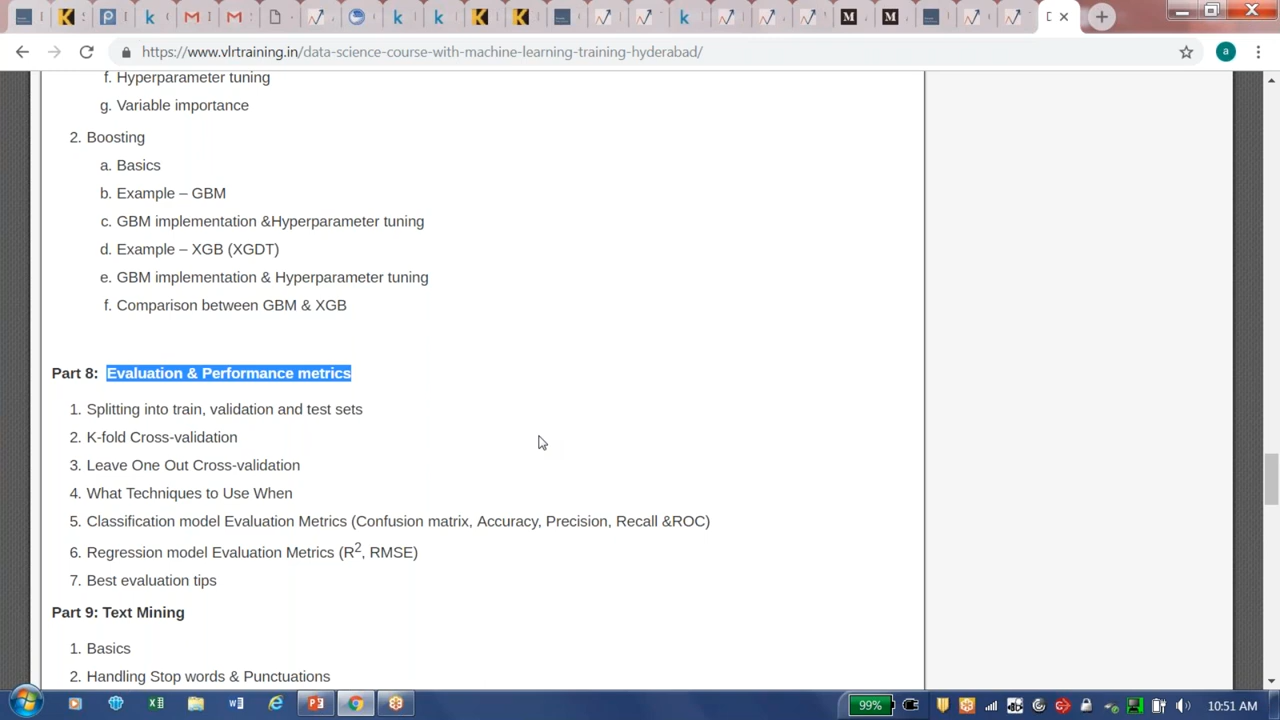 https://www.vlrtraining.in/data-science-course-with-machine-learning-training-hyderabad/
a
f. Hyperparameter tuning
g. Variable importance
2. Boosting
a. Basics
b. Example – GBM
c. GBM implementation &Hyperparameter tuning
d. Example – XGB (XGDT)
e. GBM implementation & Hyperparameter tuning
f. Comparison between GBM & XGB
Part 8: Evaluation & Performance metrics
1. Splitting into train, validation and test sets
2. K-fold Cross-validation
3. Leave One Out Cross-validation
4. What Techniques to Use When
5. Classification model Evaluation Metrics (Confusion matrix, Accuracy, Precision, Recall &ROC)
6. Regression model Evaluation Metrics (R², RMSE)
7. Best evaluation tips
Part 9: Text Mining
1. Basics
2. Handling Stop words & Punctuations
99%
10:51 AM